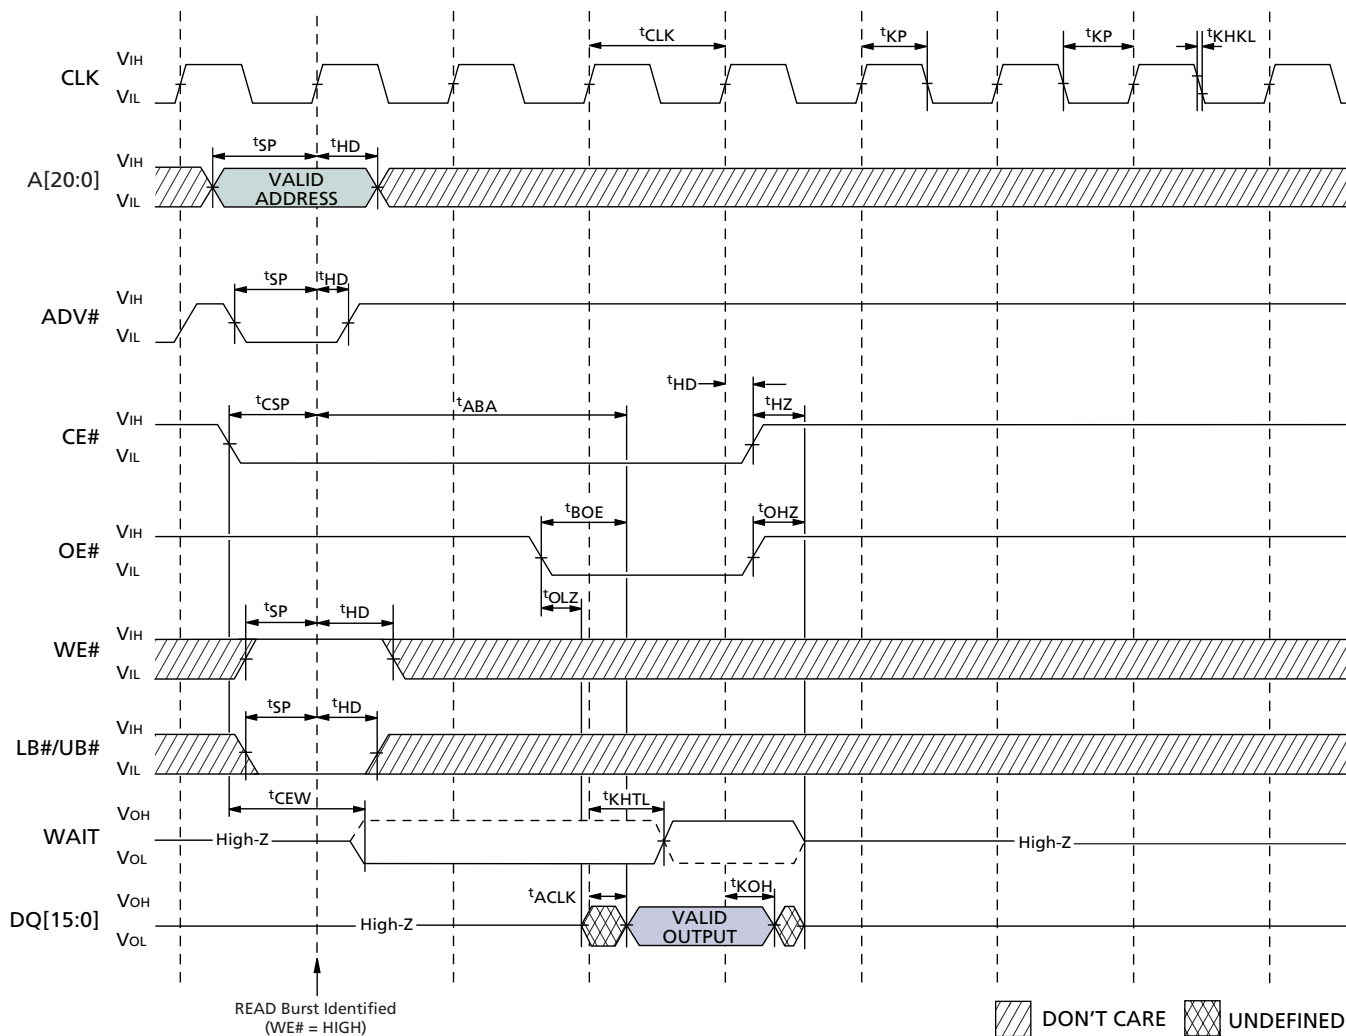 tCLK tKP tKP tKHKL
CLK VIH
VIL
tSP tHD
A[20:0] VIH
VIL
VALID
ADDRESS
tSP tHD
ADV# VIH
VIL
tHD
tCSP tABA tHZ
CE# VIH
VIL
tBOE tOHZ
OE# VIH
VIL
tOLZ
tSP tHD
WE# VIH
VIL
tSP tHD
LB#/UB# VIH
VIL
tCEW tKHTL
WAIT VOH
VOL
High-Z High-Z
tACLK tKOH
DQ[15:0] VOH
VOL
High-Z
VALID
OUTPUT
READ Burst Identified
(WE# = HIGH)
DON'T CARE UNDEFINED